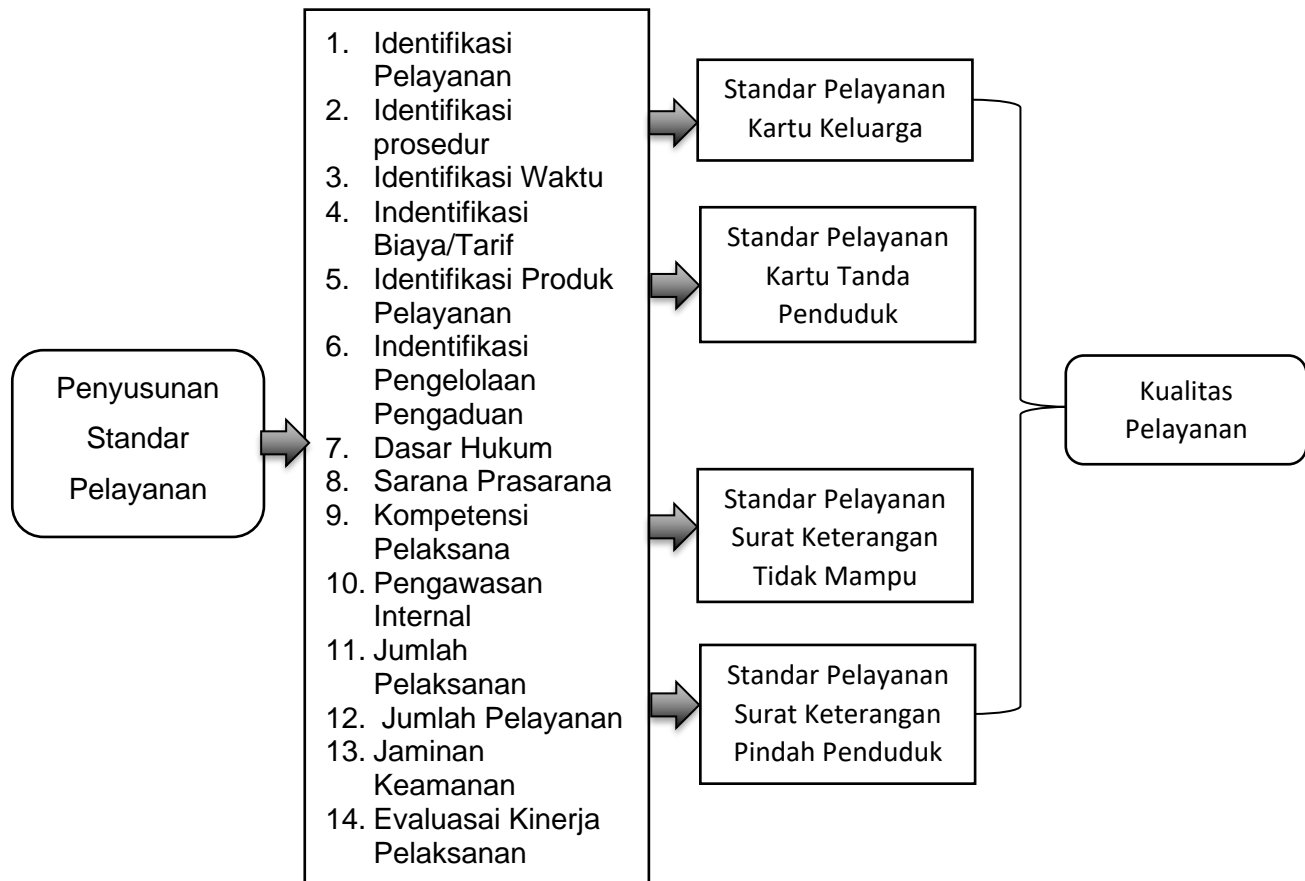 Penyusunan
Standar
Pelayanan
1. Identifikasi
Pelayanan
2. Identifikasi
prosedur
3. Identifikasi Waktu
4. Indentifikasi
Biaya/Tarif
5. Identifikasi Produk
Pelayanan
6. Indentifikasi
Pengelolaan
Pengaduan
7. Dasar Hukum
8. Sarana Prasarana
9. Kompetensi
Pelaksana
10. Pengawasan
Internal
11. Jumlah
Pelaksanan
12. Jumlah Pelayanan
13. Jaminan
Keamanan
14. Evaluasai Kinerja
Pelaksanan
Standar Pelayanan
Kartu Keluarga
Standar Pelayanan
Kartu Tanda
Penduduk
Standar Pelayanan
Surat Keterangan
Tidak Mampu
Standar Pelayanan
Surat Keterangan
Pindah Penduduk
Kualitas
Pelayanan